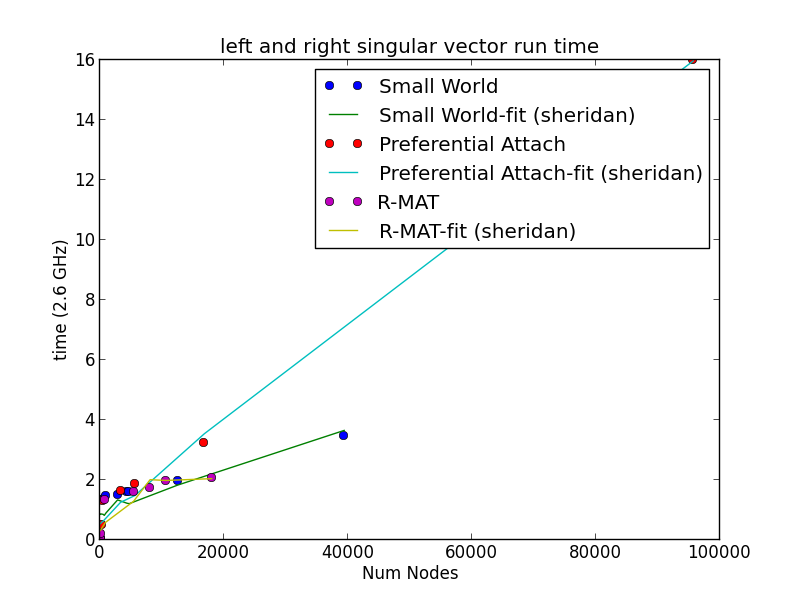 left and right singular vector run time
16
14
12
10
8
6
4
2
0
time (2.6 GHz)
Small World
Small World-fit (sheridan)
Preferential Attach
Preferential Attach-fit (sheridan)
R-MAT
R-MAT-fit (sheridan)
0 20000 40000 60000 80000 100000
Num Nodes